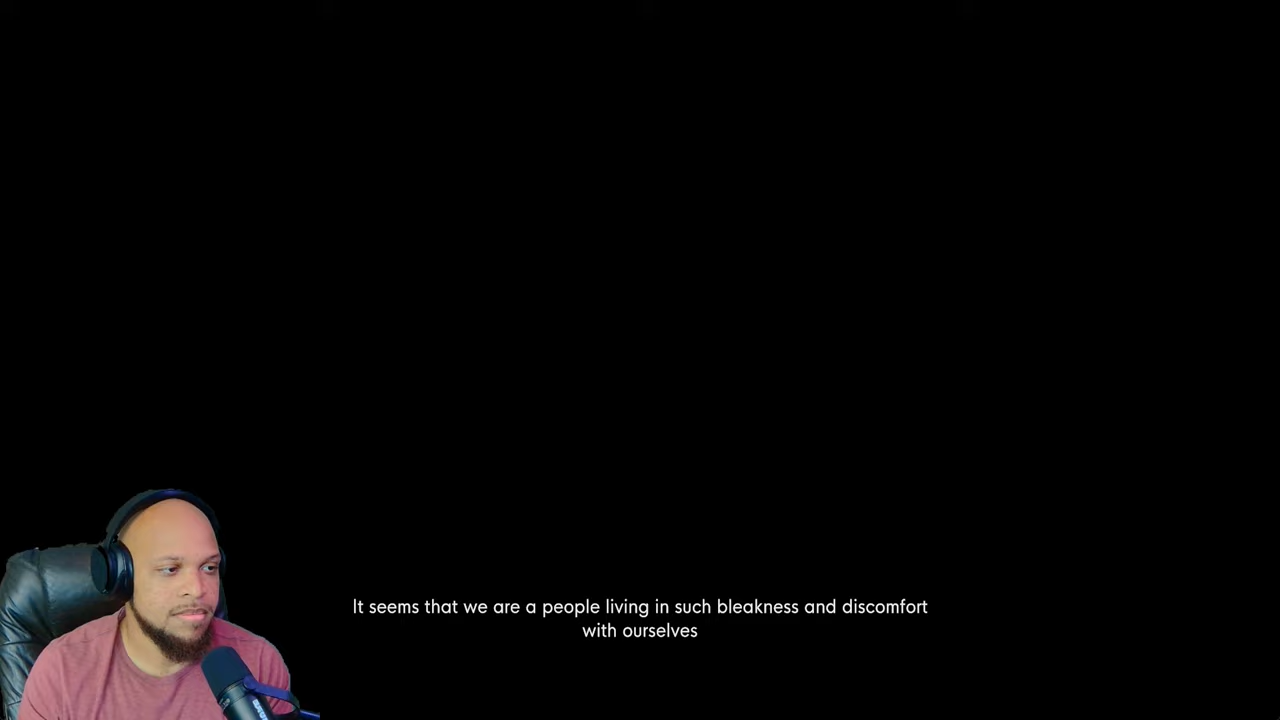 It seems that we are a people living in such bleakness and discomfort
with ourselves